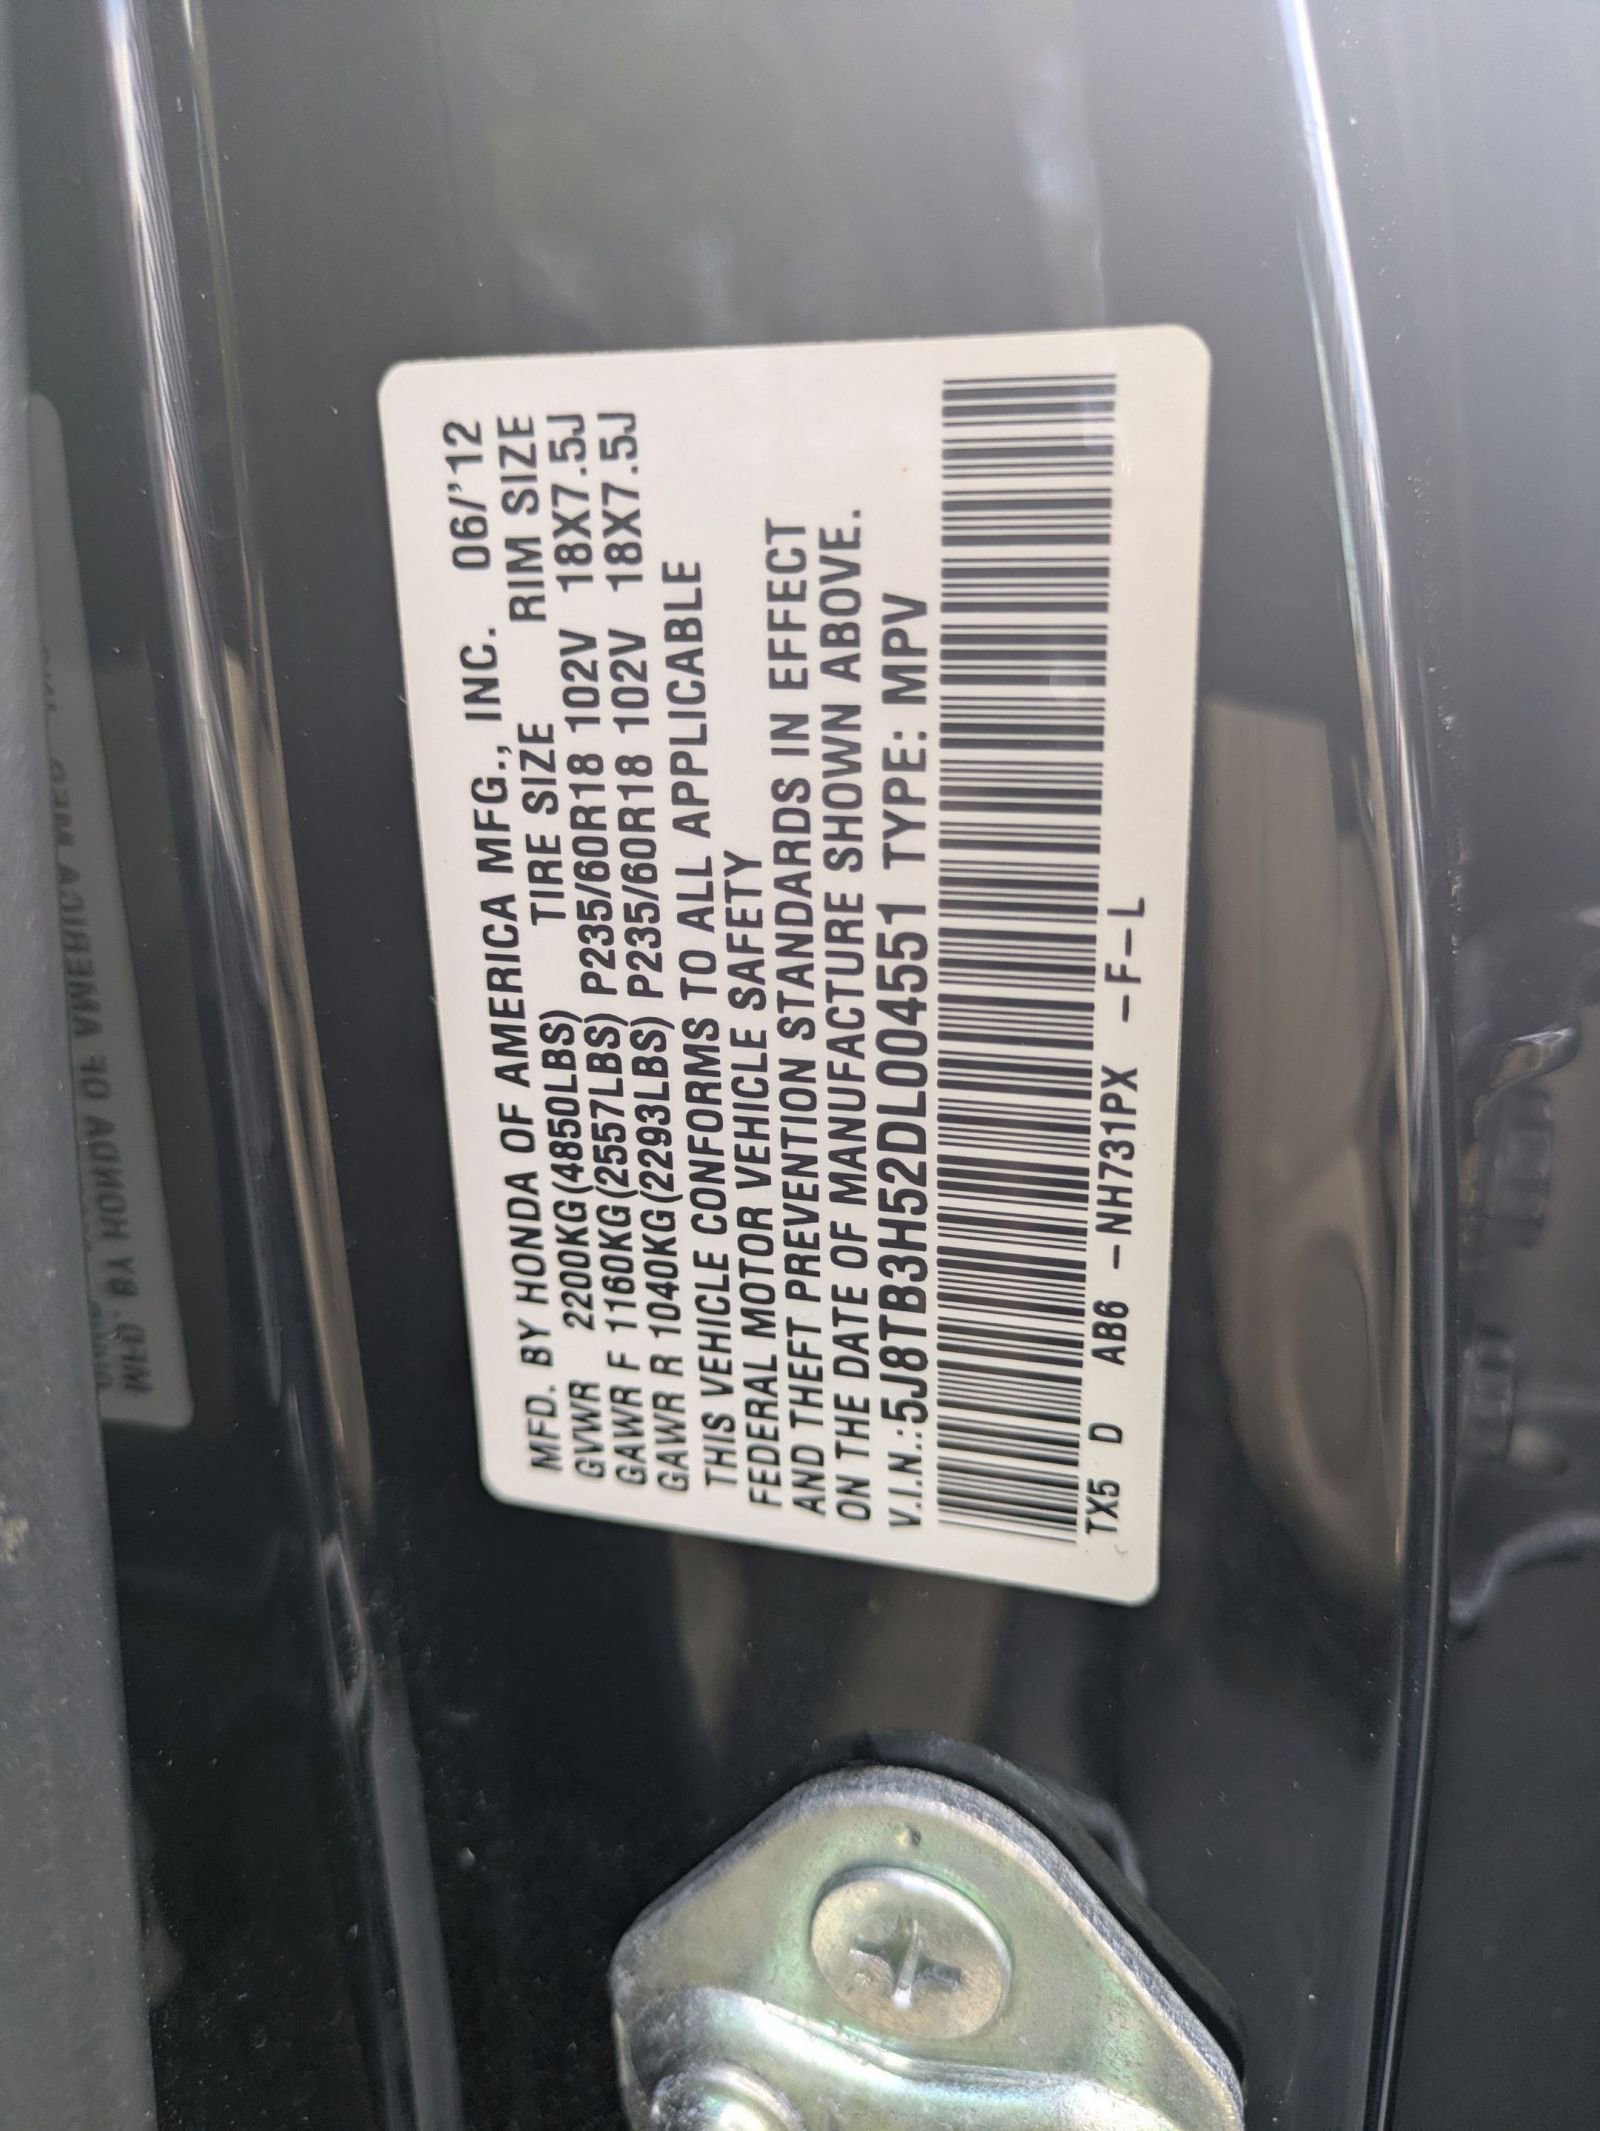 MFD. BY HONDA OF AMERICA MFG., INC. 06/'12
GVWR 2200KG(4850LBS) TIRE SIZE RIM SIZE
GAWR F 1160KG(2557LBS) P235/60R18 102V 18X7.5J
GAWR R 1040KG(2293LBS) P235/60R18 102V 18X7.5J
THIS VEHICLE CONFORMS TO ALL APPLICABLE
FEDERAL MOTOR VEHICLE SAFETY
AND THEFT PREVENTION STANDARDS IN EFFECT
ON THE DATE OF MANUFACTURE SHOWN ABOVE.
V.I.N.:5J8TB3H52DL004551 TYPE: MPV
TX5 D AB6 -NH731PX -F-L